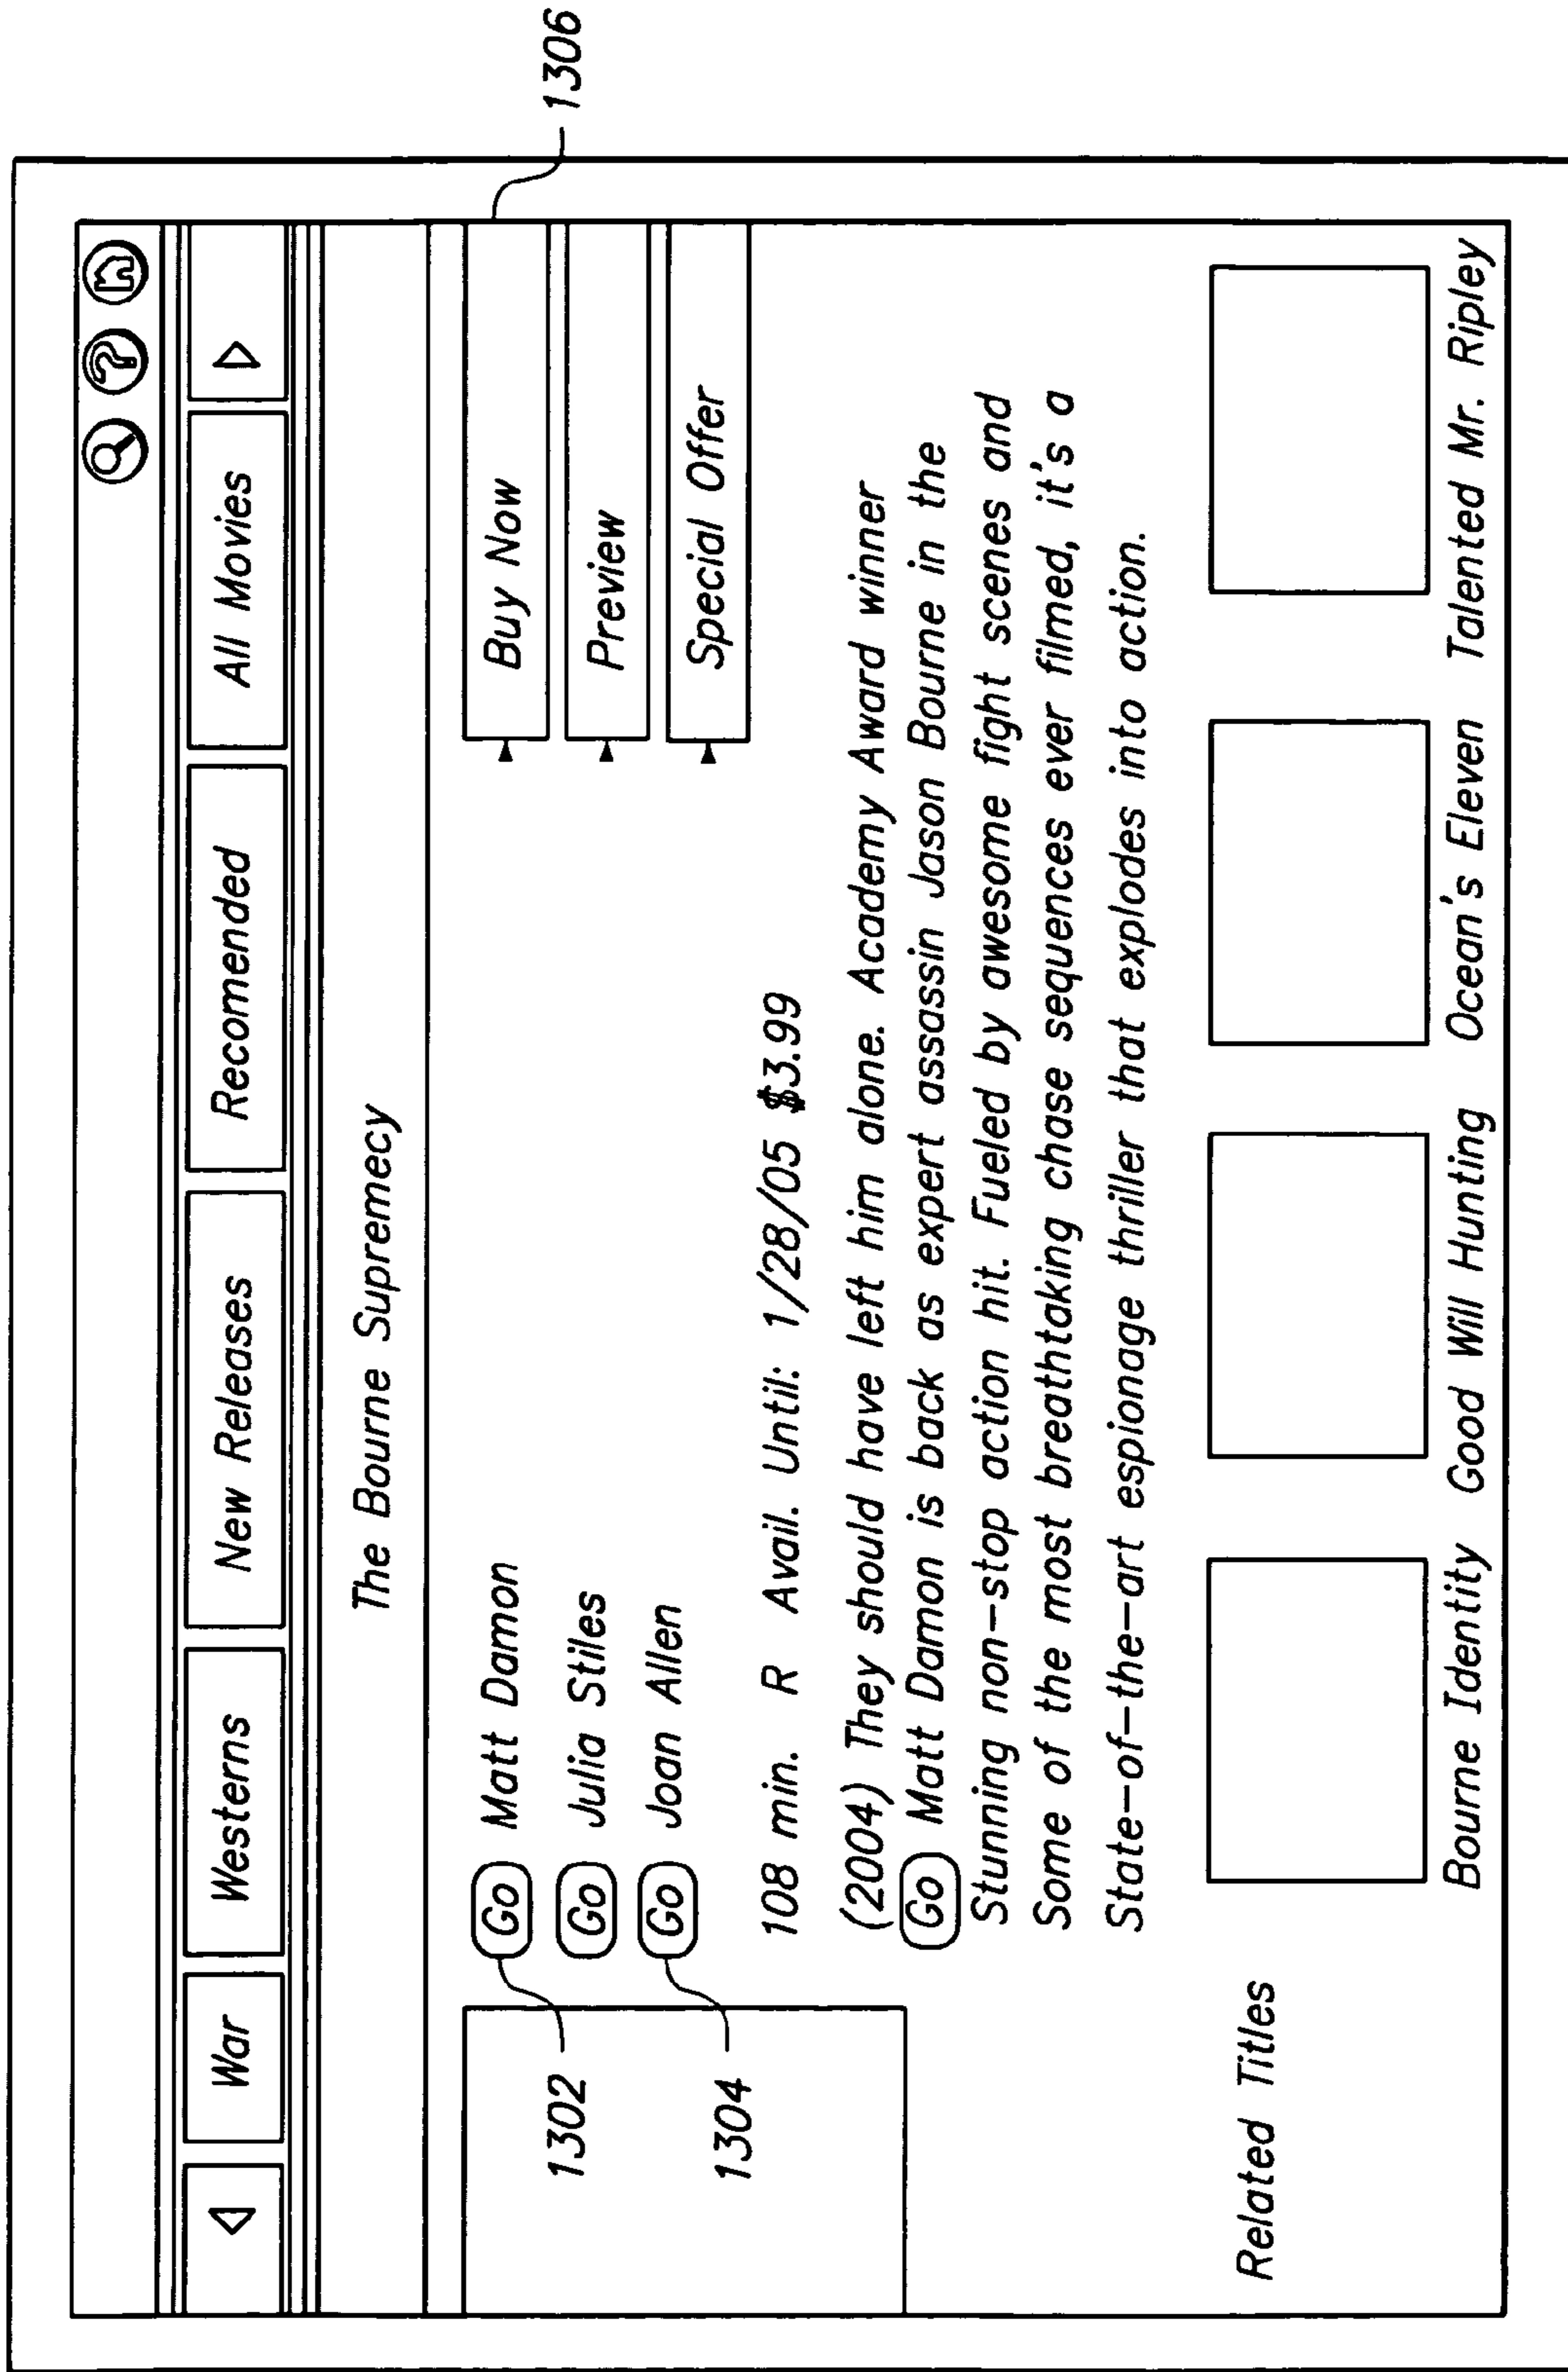 War Westerns New Releases Recomended All Movies
The Bourne Supremecy
Go Matt Damon Buy Now
1306
Go Julia Stiles Preview
1302
Go Joan Allen Special Offer
1304
108 min. R Avail. Until: 1/28/05 $3.99
(2004) They should have left him alone. Academy Award winner
Go Matt Damon is back as expert assassin Jason Bourne in the
Stunning non-stop action hit. Fueled by awesome fight scenes and
Some of the most breathtaking chase sequences ever filmed, it's a
State-of-the-art espionage thriller that explodes into action.
Related Titles
Bourne Identity Good Will Hunting Ocean's Eleven Talented Mr. Ripley